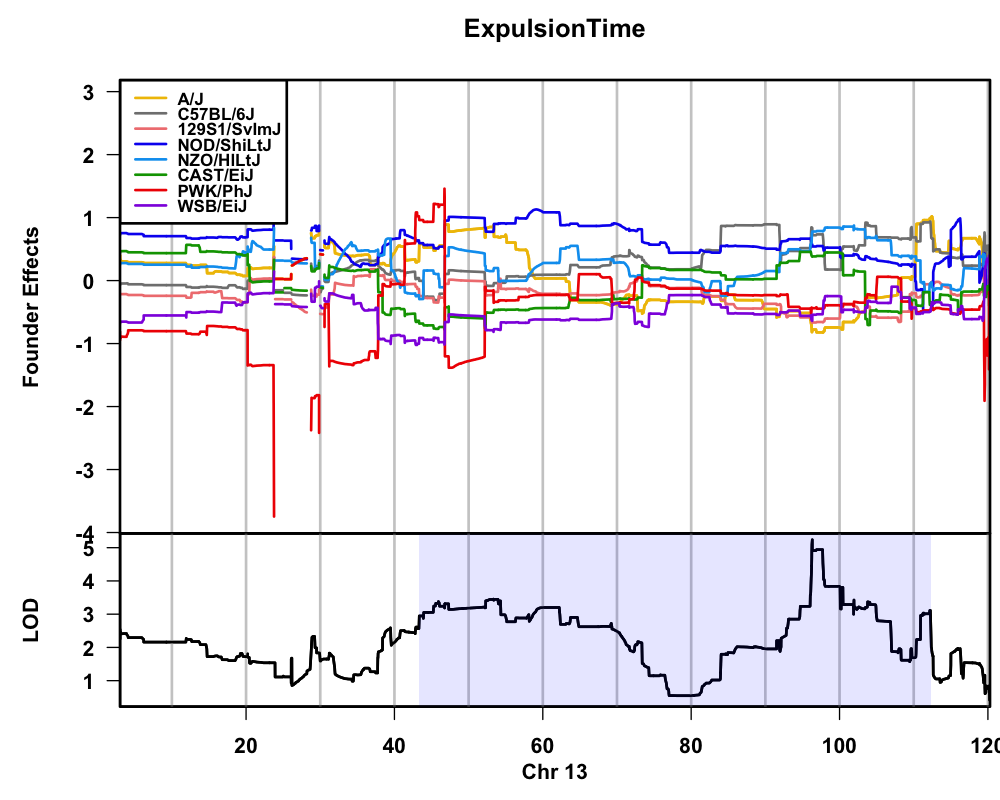 ExpulsionTime
3
2
1
0
-1
-2
-3
-4
Founder Effects
A/J
C57BL/6J
129S1/SvImJ
NOD/ShiLtJ
NZO/HlLtJ
CAST/EiJ
PWK/PhJ
WSB/EiJ
5
4
3
2
1
LOD
20 40 60 80 100 120
Chr 13